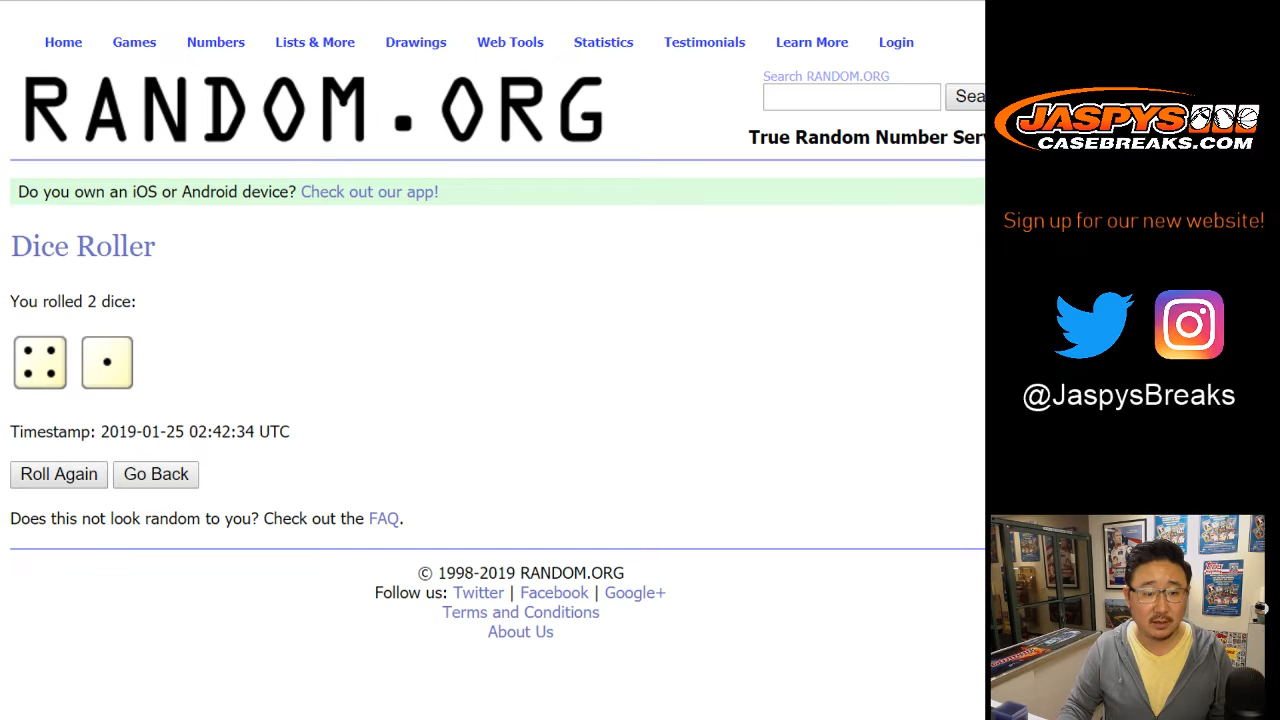 Home Games Numbers Lists & More Drawings Web Tools Statistics Testimonials Learn More Login
RANDOM.ORG
Search RANDOM.ORG
Sea
True Random Number Ser
Do you own an iOS or Android device? Check out our app!
Dice Roller
You rolled 2 dice:
Timestamp: 2019-01-25 02:42:34 UTC
Roll Again Go Back
Does this not look random to you? Check out the FAQ.
© 1998-2019 RANDOM.ORG
Follow us: Twitter | Facebook | Google+
Terms and Conditions
About Us
JASPYS
CASEBREAKS.COM
Sign up for our new website!
@JaspysBreaks